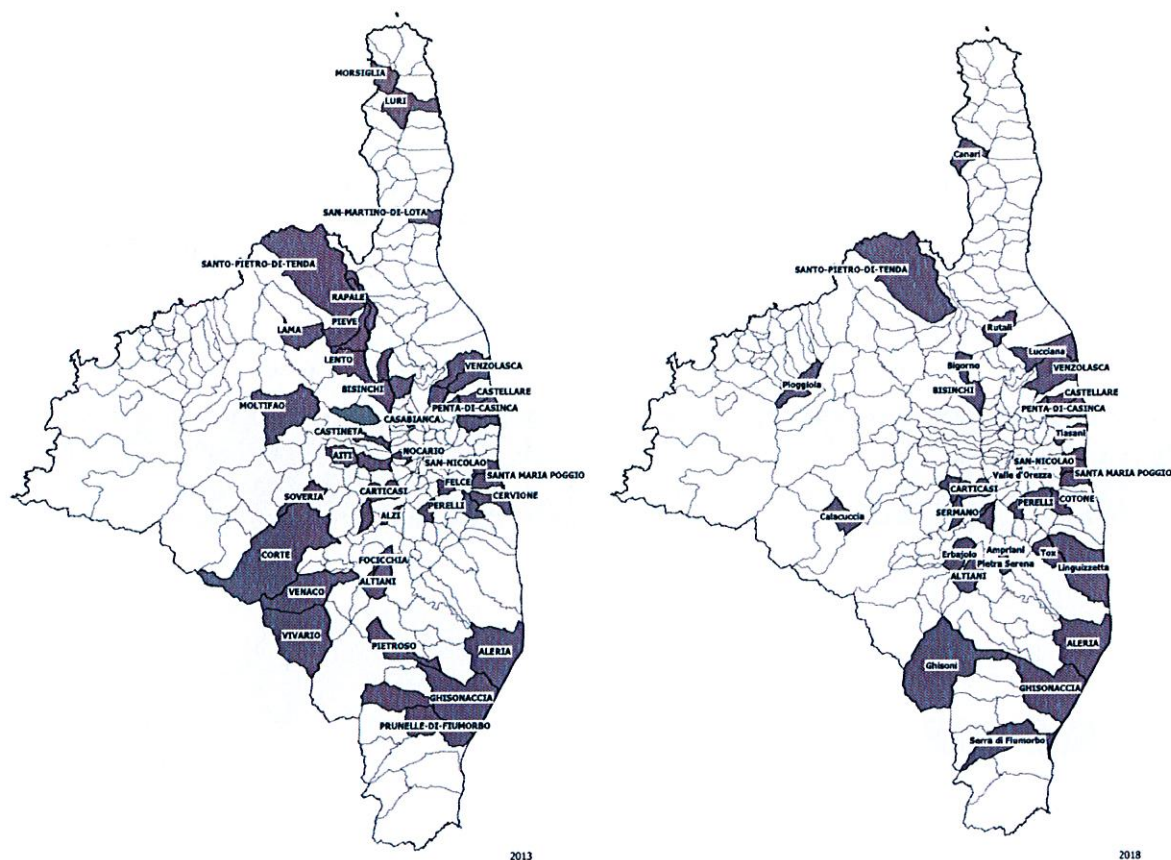 MORSIGLIA
LURI
SAN-MARTINO-DI-LOTA
SANTO-PIETRO-DI-TENDA
RAPALE
PIEVE
LAMA
LENTO
VENZOLASCA
BISINCHI
CASTELLARE
MOLTIFAO
PENTA-DI-CASINCA
CASABIANCA
CASTINETA
NOCARIO
AITI
SAN-NICOLAO
SANTA MARIA POGGIO
FELCE
SOVERIA
CARTICASI
CERVIONE
PERELLI
ALZI
CORTE
FOCICCHIA
ALTIANI
VENACO
VIVARIO
PIETROSO
ALERIA
GHISONACCIA
PRUNELLE-DI-FIUMORBO
2013
Canari
SANTO-PIETRO-DI-TENDA
Rutali
Lucciana
Bigorno
VENZOLASCA
Pioggiola
BISINCHI
CASTELLARE
PENTA-DI-CASINCA
Tiasani
SAN-NICOLAO
Valle d'Orezza
SANTA MARIA POGGIO
CARTICASI
COTONE
PERELLI
Calacuccia
SERMANO
Erbajolo
Ampriani
Tox
Pietra Serena
Linguizzetta
ALTIANI
ALERIA
Ghisoni
GHISONACCIA
Serra di Fiumorbo
2018